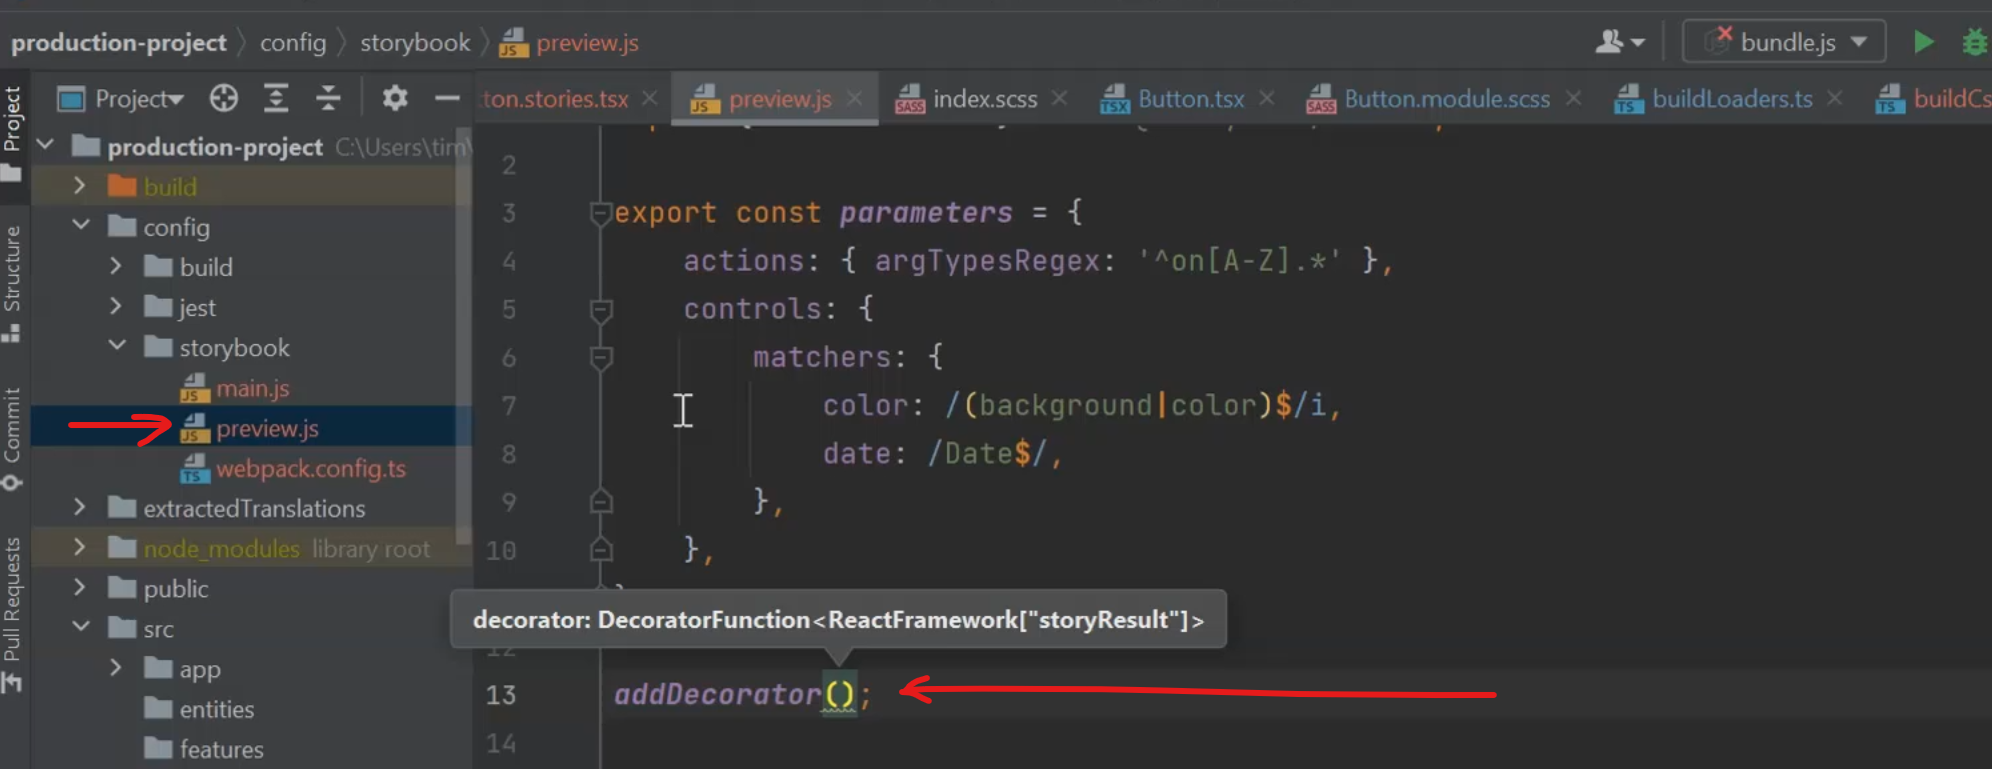 production-project config storybook preview.js
bundle.js
Project
Structure
Commit
Pull Requests
Project
production-project C:\Users\tim\
build
config
build
jest
storybook
main.js
preview.js
webpack.config.ts
extractedTranslations
node_modules library root
public
src
app
entities
features
ton.stories.tsx preview.js index.scss Button.tsx Button.module.scss buildLoaders.ts buildCs
2
3 export const parameters = {
4 actions: { argTypesRegex: '^on[A-Z].*' },
5 controls: {
6 matchers: {
7 color: /(background|color)$/i,
8 date: /Date$/,
9 },
10 },
decorator: DecoratorFunction<ReactFramework["storyResult"]>
12
13 addDecorator();
14